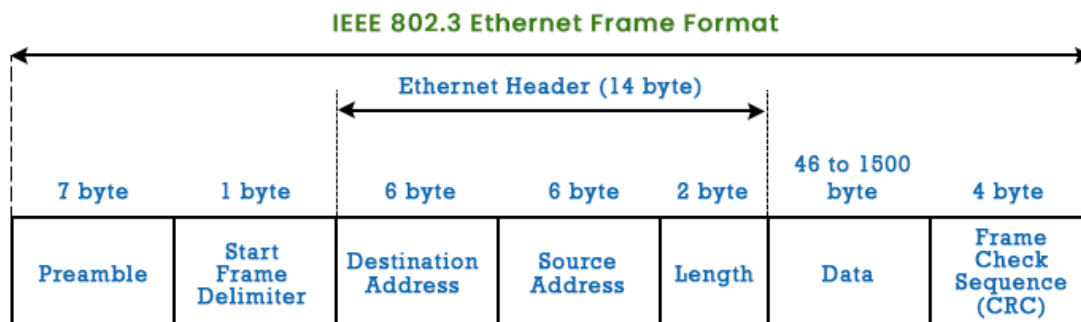 IEEE 802.3 Ethernet Frame Format
Ethernet Header (14 byte)
7 byte
1 byte
6 byte
6 byte
2 byte
46 to 1500
byte
4 byte
Preamble
Start
Frame
Delimiter
Destination
Address
Source
Address
Length
Data
Frame
Check
Sequence
(CRC)